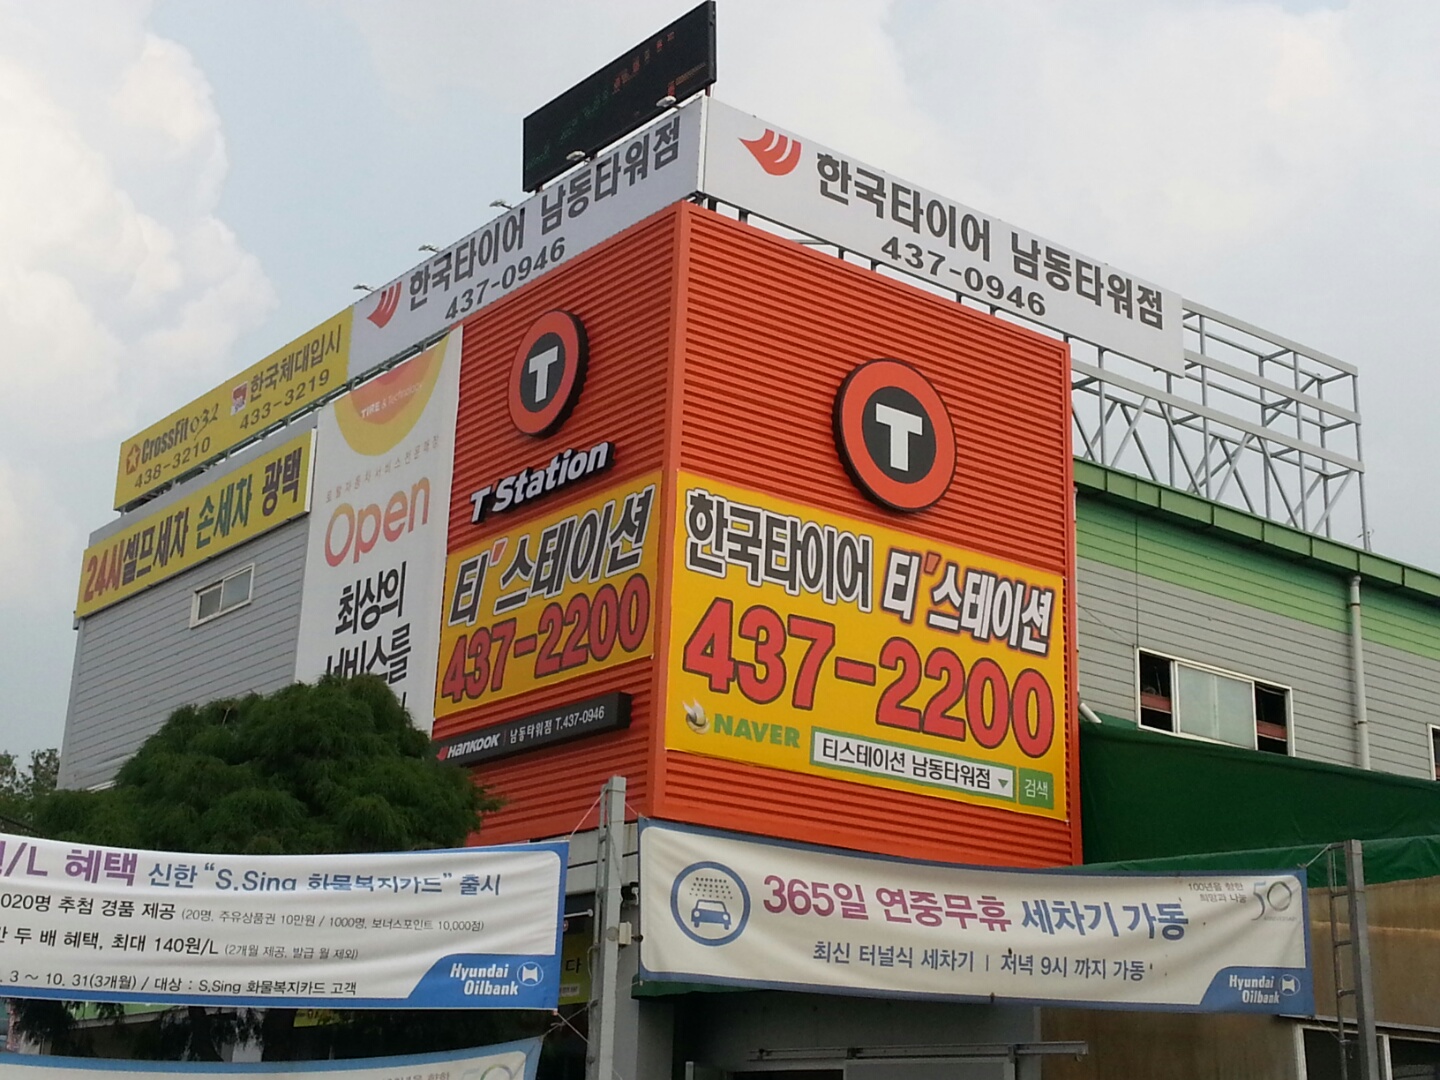 한국타이어 남동타워점
437-0946
한국타이어 남동타워점
437-0946
CrossFit 032
438-3210
한국체대입시
433-3219
24시셀프세차 손세차 광택
TIRE & Technology
Open
최상의
서비스를
T
T'Station
티'스테이션
437-2200
Hankook 남동타워점 T.437-0946
T
한국타이어 티'스테이션
437-2200
NAVER 티스테이션 남동타워점 검색
/L 혜택 신한 "S.Sing 화물복지카드" 출시
020명 추첨 경품 제공 (20명, 주유상품권 10만원 / 1000명, 보너스포인트 10,000점)
두 배 혜택, 최대 140원/L (2개월 제공, 발급 월 제외)
. 3 ~ 10. 31(3개월) / 대상 : S.Sing 화물복지카드 고객
Hyundai
Oilbank
365일 연중무휴 세차기 가동
최신 터널식 세차기 | 저녁 9시 까지 가동
50
Hyundai
Oilbank